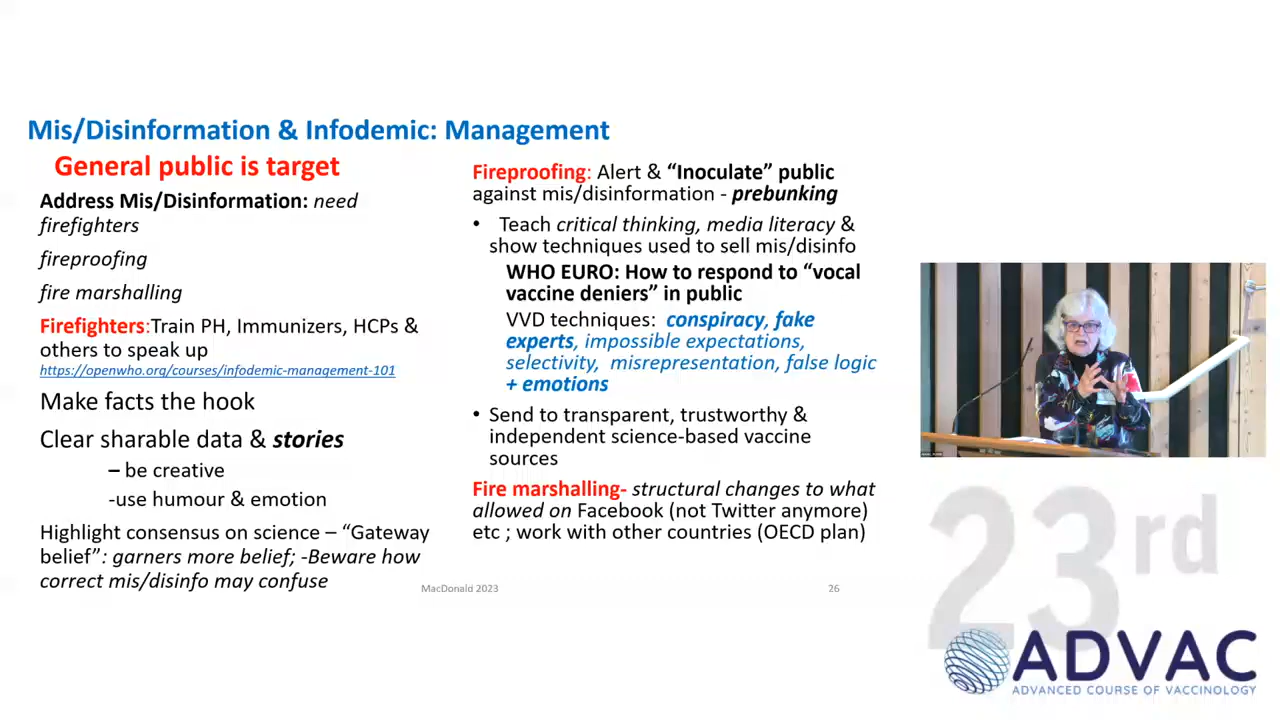 Mis/Disinformation & Infodemic: Management
General public is target
Address Mis/Disinformation: need
firefighters
fireproofing
fire marshalling
Firefighters:Train PH, Immunizers, HCPs &
others to speak up
https://openwho.org/courses/infodemic-management-101
Make facts the hook
Clear sharable data & stories
– be creative
-use humour & emotion
Highlight consensus on science – “Gateway
belief”: garners more belief; -Beware how
correct mis/disinfo may confuse
Fireproofing: Alert & “Inoculate” public
against mis/disinformation - prebunking
• Teach critical thinking, media literacy &
show techniques used to sell mis/disinfo
WHO EURO: How to respond to “vocal
vaccine deniers” in public
VVD techniques: conspiracy, fake
experts, impossible expectations,
selectivity, misrepresentation, false logic
+ emotions
• Send to transparent, trustworthy &
independent science-based vaccine
sources
Fire marshalling- structural changes to what
allowed on Facebook (not Twitter anymore)
etc ; work with other countries (OECD plan)
MacDonald 2023
26
23rd
ADVAC
ADVANCED COURSE OF VACCINOLOGY